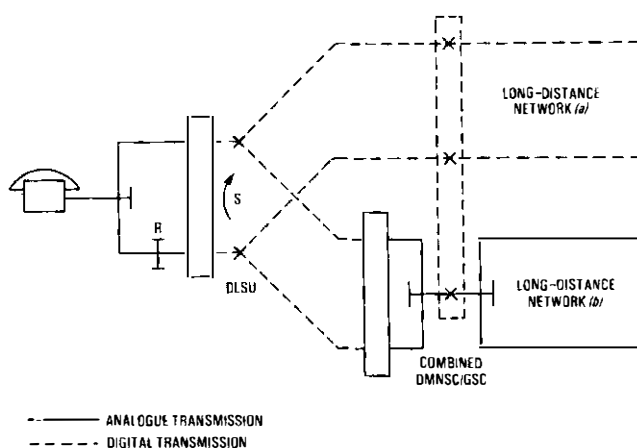 LONG-DISTANCE
NETWORK (a)
R
S
DLSU
LONG-DISTANCE
NETWORK (b)
COMBINED
DMNSC/GSC
ANALOGUE TRANSMISSION
DIGITAL TRANSMISSION